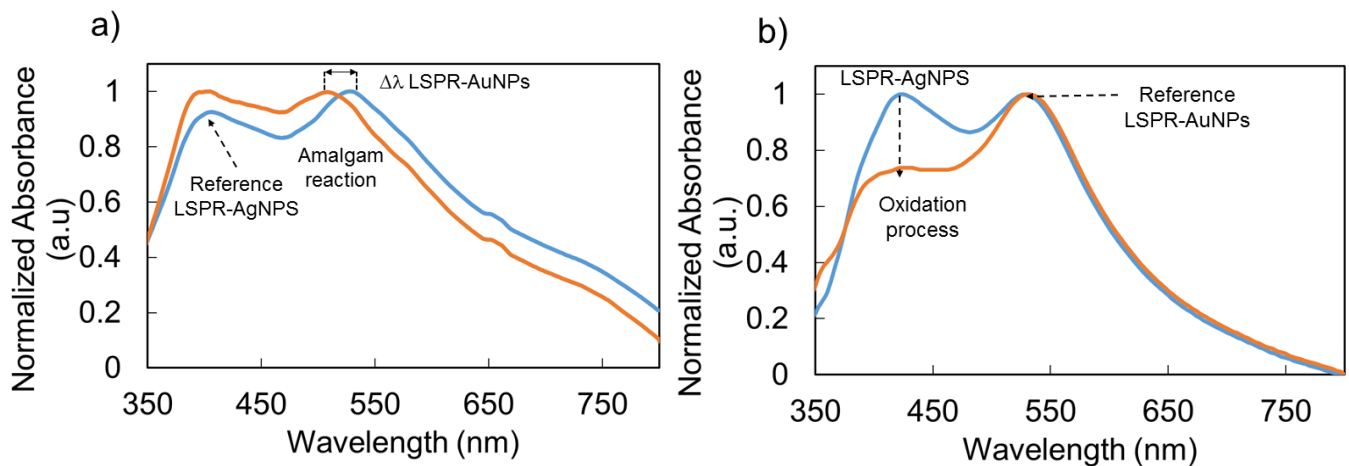 a)
Normalized Absorbance
(a.u)
1
0.8
0.6
0.4
0.2
0
350
450
550
650
750
Wavelength (nm)
Δλ LSPR-AuNPs
Amalgam
reaction
Reference
LSPR-AgNPS
b)
Normalized Absorbance
(a.u.)
1
0.8
0.6
0.4
0.2
0
350
450
550
650
750
Wavelength (nm)
LSPR-AgNPS
Reference
LSPR-AuNPs
Oxidation
process